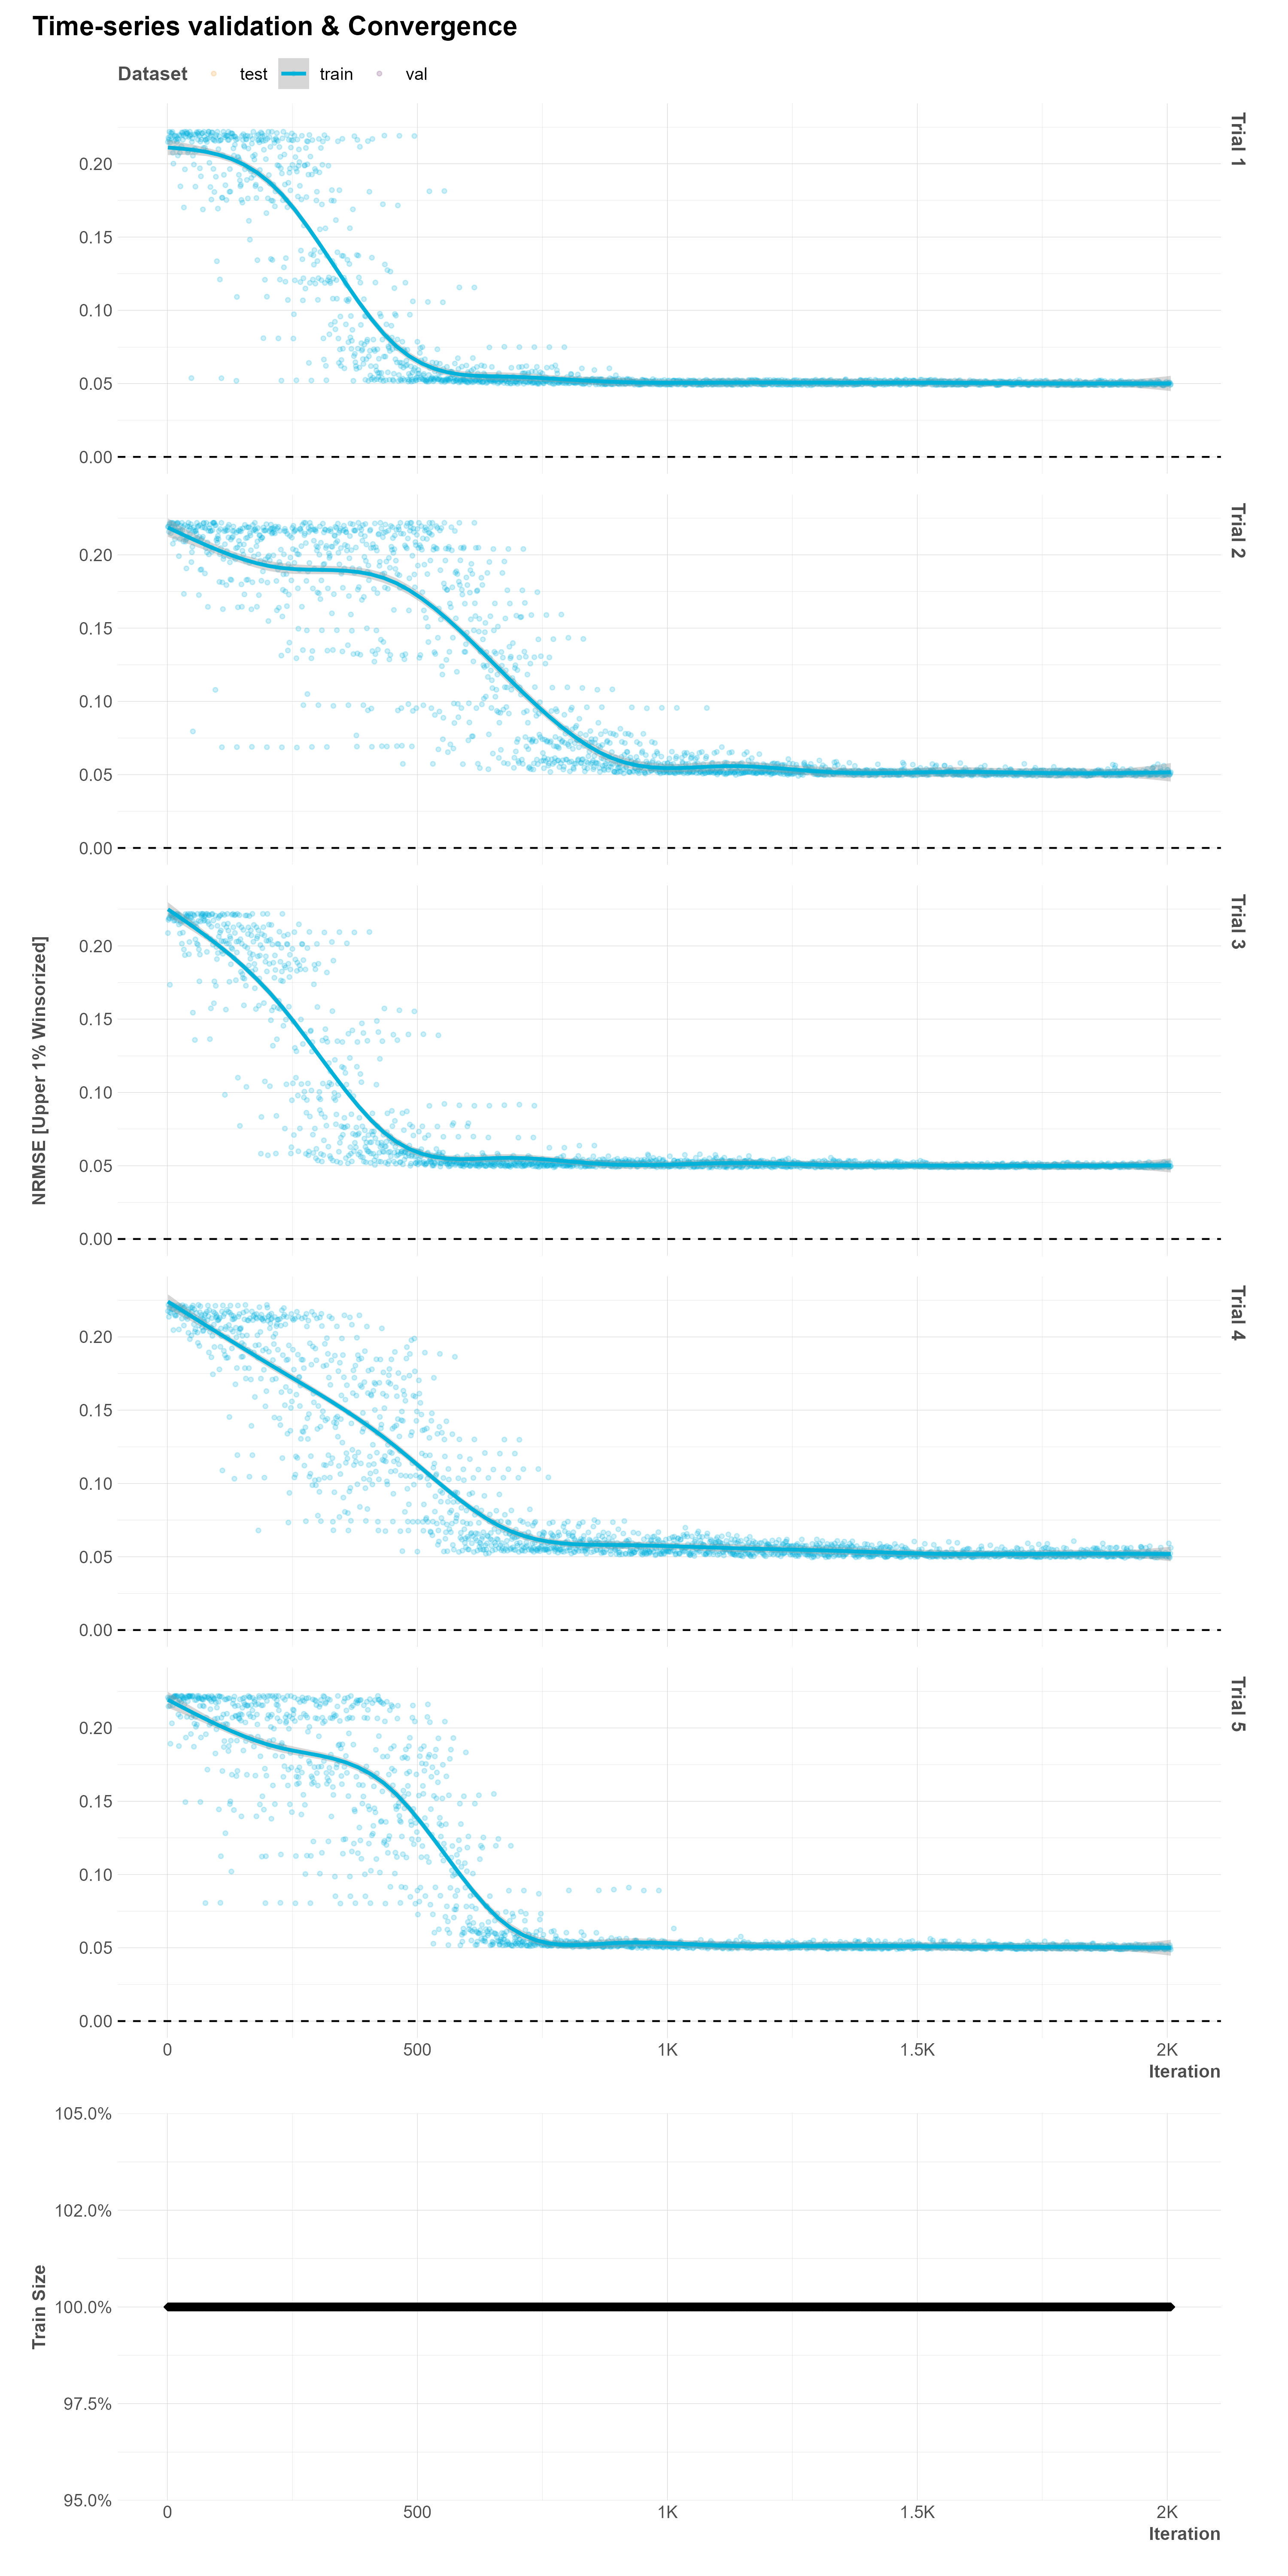 Time-series validation & Convergence
Dataset test train val
Trial 1
0.20
0.15
0.10
0.05
0.00
Trial 2
0.20
0.15
0.10
0.05
0.00
NRMSE [Upper 1% Winsorized]
Trial 3
0.20
0.15
0.10
0.05
0.00
Trial 4
0.20
0.15
0.10
0.05
0.00
Trial 5
0.20
0.15
0.10
0.05
0.00
0 500 1K 1.5K 2K
Iteration
Train Size
105.0%
102.0%
100.0%
97.5%
95.0%
0 500 1K 1.5K 2K
Iteration